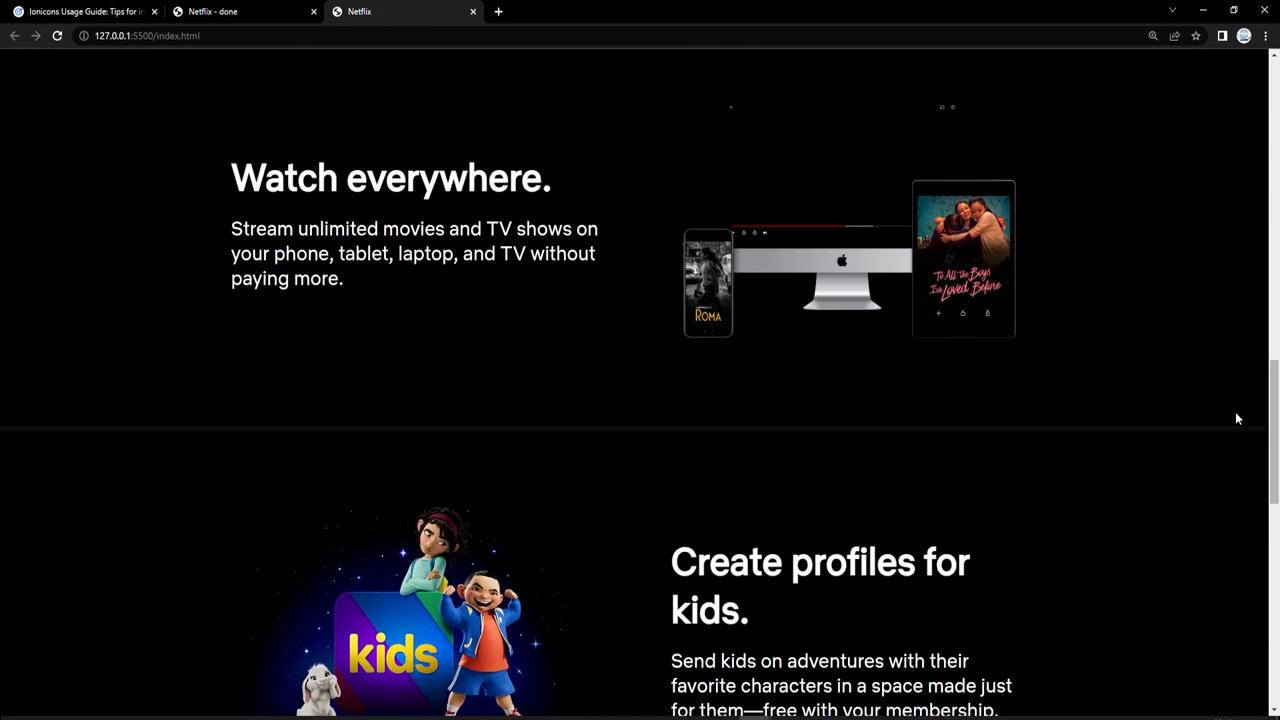 Ionicons Usage Guide: Tips for in
Netflix - done
Netflix
127.0.0.1:5500/index.html
Watch everywhere.
Stream unlimited movies and TV shows on
your phone, tablet, laptop, and TV without
paying more.
ROMA
To All the Boys
I've Loved Before
kids
Create profiles for
kids.
Send kids on adventures with their
favorite characters in a space made just
for them—free with your membership.